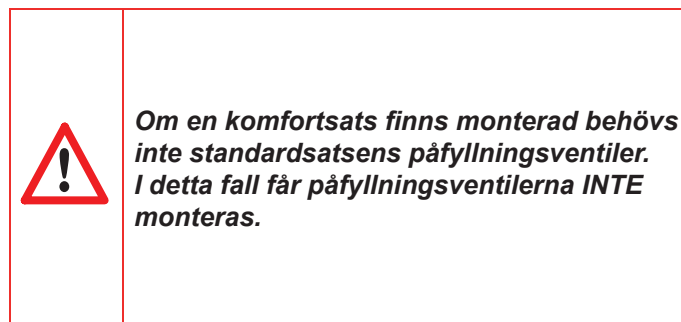 Om en komfortsats finns monterad behövs
inte standardsatsens påfyllningsventiler.
I detta fall får påfyllningsventilerna INTE
monteras.